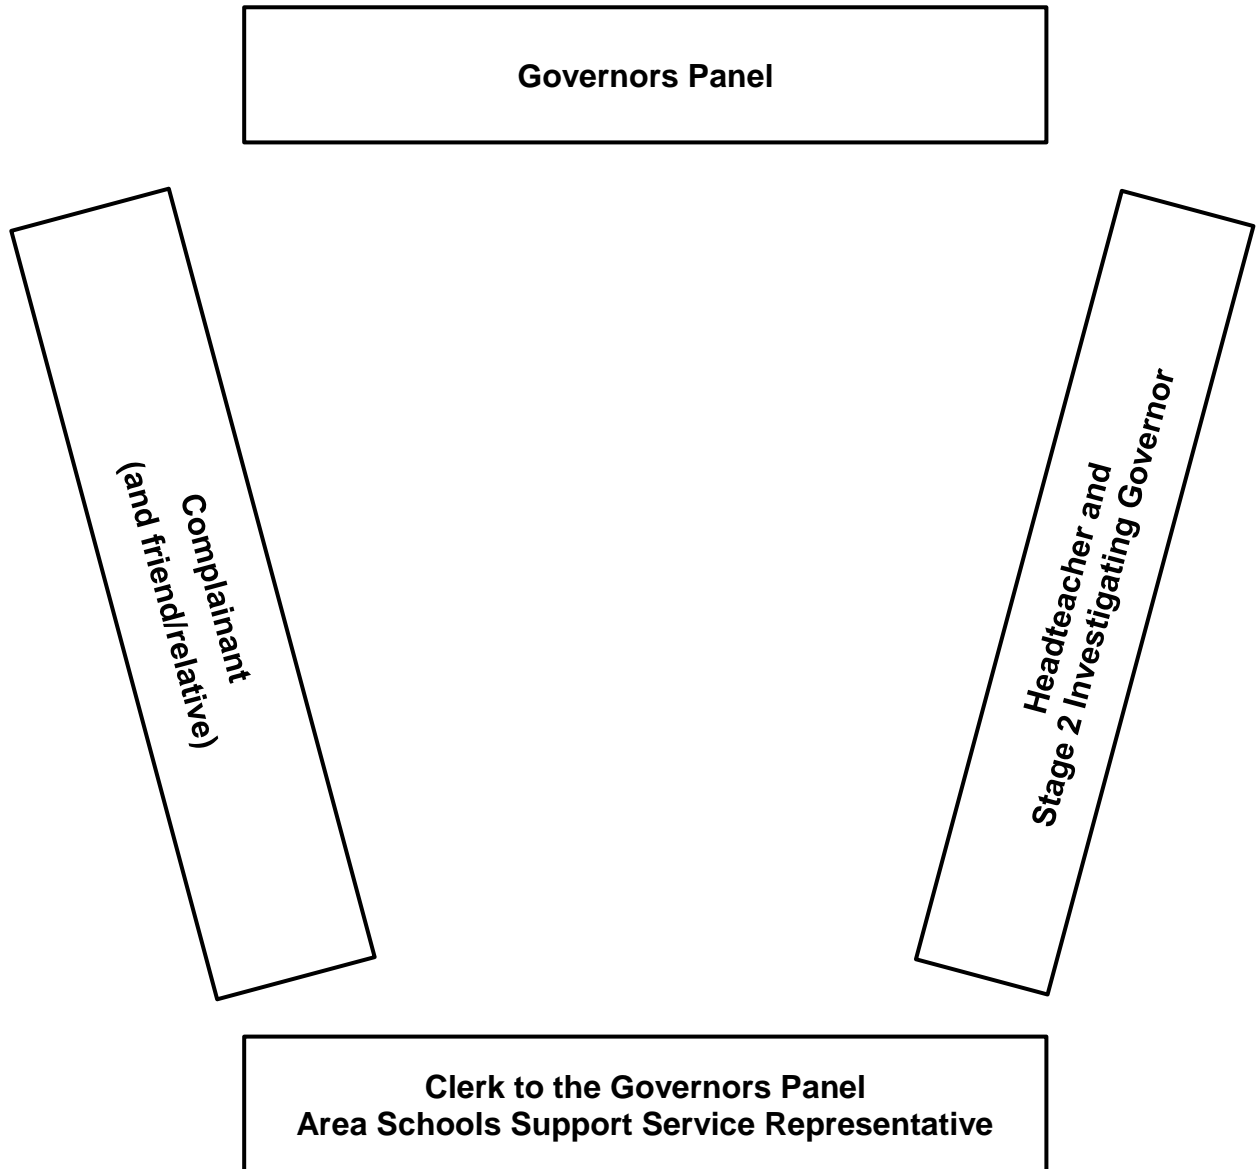 Governors Panel
Complainant
(and friend/relative)
Headteacher and
Stage 2 Investigating Governor
Clerk to the Governors Panel
Area Schools Support Service Representative